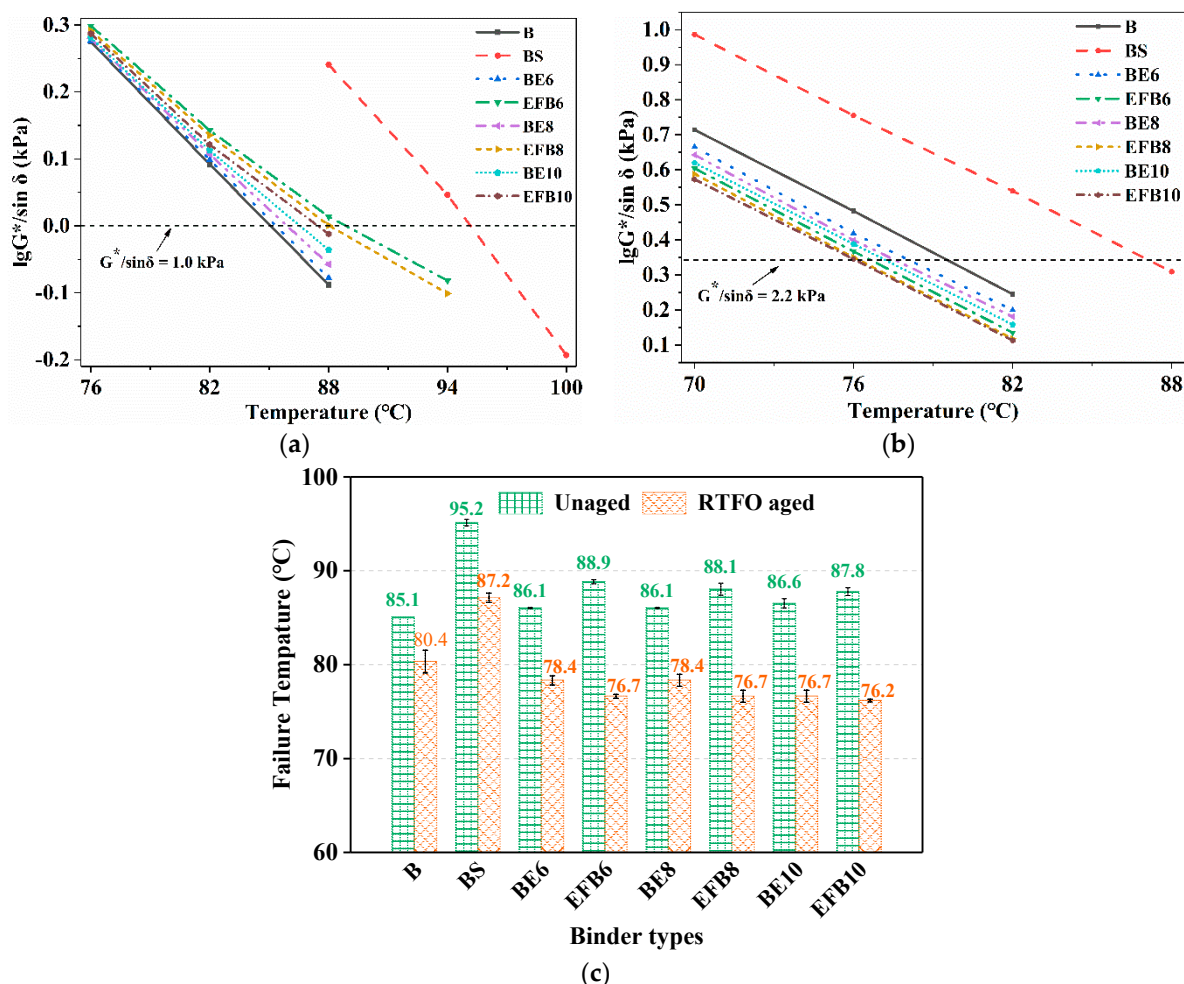 (a)
lgG*/sin δ (kPa)
0.3
0.2
0.1
0.0
-0.1
-0.2
76 82 88 94 100
Temperature (°C)
G*/sinδ = 1.0 kPa
B
BS
BE6
EFB6
BE8
EFB8
BE10
EFB10
(a)
(b)
lgG*/sin δ (kPa)
1.0
0.9
0.8
0.7
0.6
0.5
0.4
0.3
0.2
0.1
70 76 82 88
Temperature (°C)
G*/sinδ = 2.2 kPa
B
BS
BE6
EFB6
BE8
EFB8
BE10
EFB10
(b)
Failure Tempature (°C)
100
90
80
70
60
Unaged RTFO aged
85.1 80.4
95.2 87.2
86.1 78.4
88.9 76.7
86.1 78.4
88.1 76.7
86.6 76.7
87.8 76.2
B BS BE6 EFB6 BE8 EFB8 BE10 EFB10
Binder types
(c)